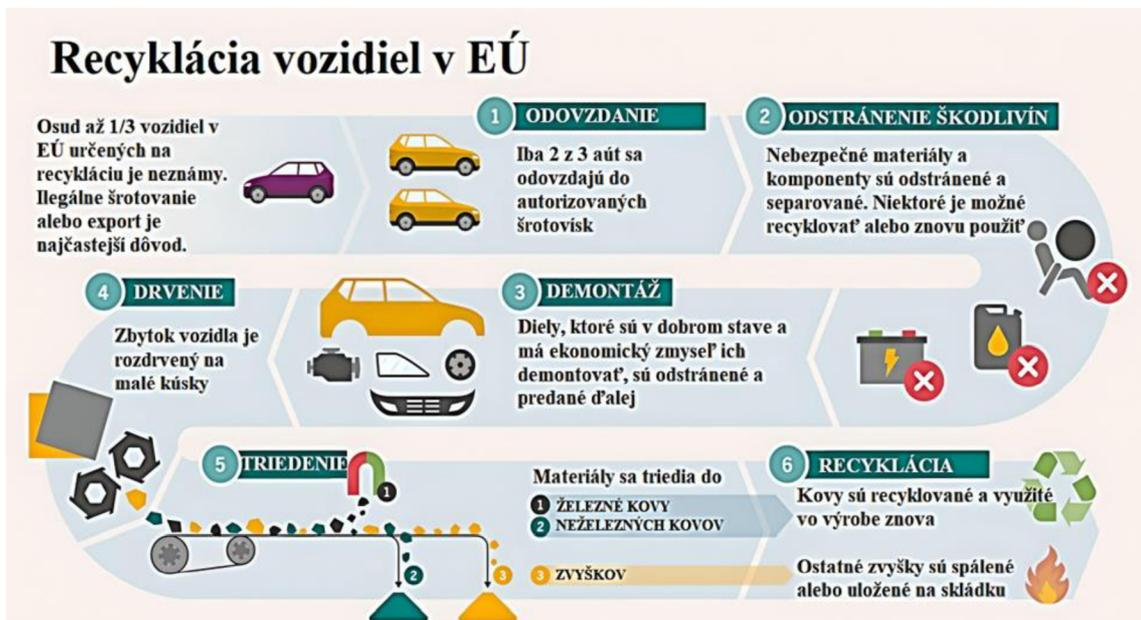 Recyklácia vozidiel v EÚ
Osud až 1/3 vozidiel v
EÚ určených na
recykláciu je neznámy.
Ilegálne šrotovanie
alebo export je
najčastejší dôvod.
1 ODOVZDANIE
Iba 2 z 3 aút sa
odovzdajú do
autorizovaných
šrotovísk
2 ODSTRÁNENIE ŠKODLIVÍN
Nebezpečné materiály a
komponenty sú odstránené a
separované. Niektoré je možné
recyklovať alebo znovu použiť
3 DEMONTÁŽ
Diely, ktoré sú v dobrom stave a
má ekonomický zmyseľ ich
demontovať, sú odstránené a
predané ďalej
4 DRVENIE
Zbytok vozidla je
rozdrvený na
malé kúsky
5 TRIEDENIE
1
2
3
Materiály sa triedia do
1 ŽELEZNÉ KOVY
2 NEŽELEZNÝCH KOVOV
3 ZVYŠKOV
6 RECYKLÁCIA
Kovy sú recyklované a využité
vo výrobe znova
Ostatné zvyšky sú spálené
alebo uložené na skládku